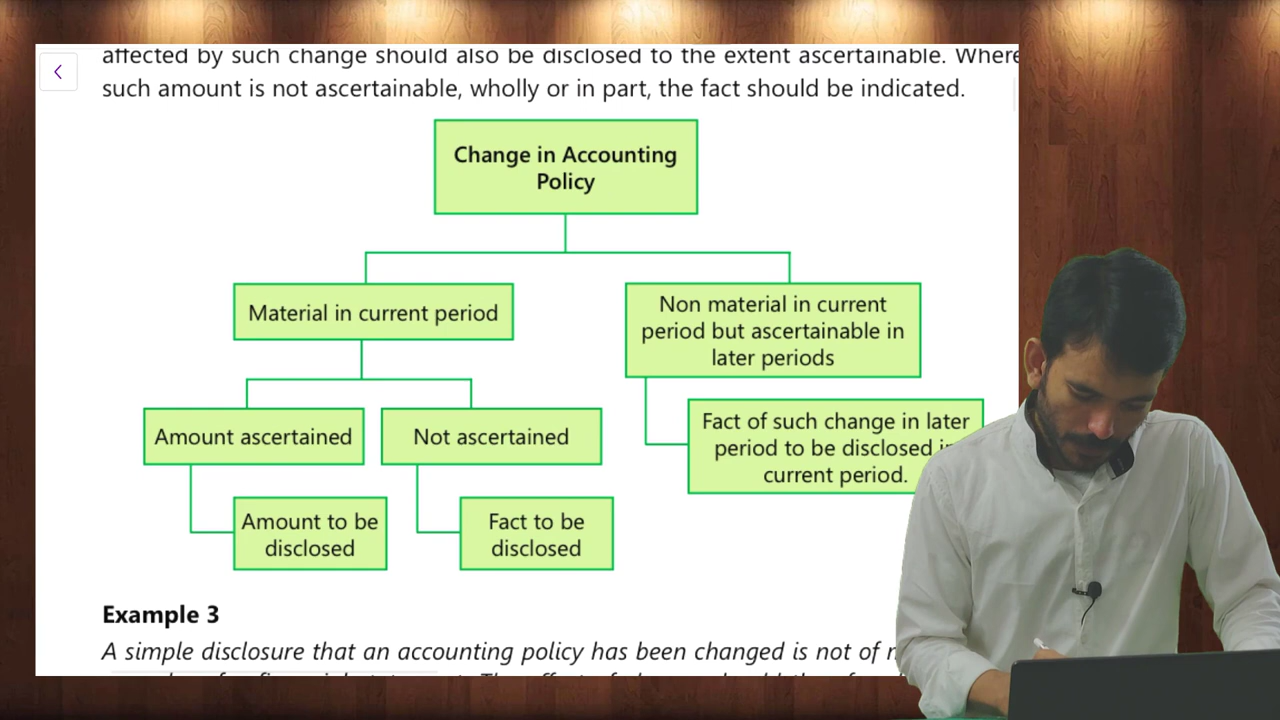 affected by such change should also be disclosed to the extent ascertainable. Where
such amount is not ascertainable, wholly or in part, the fact should be indicated.
Change in Accounting
Policy
Material in current period
Non material in current
period but ascertainable in
later periods
Amount ascertained
Not ascertained
Fact of such change in later
period to be disclosed in
current period.
Amount to be
disclosed
Fact to be
disclosed
Example 3
A simple disclosure that an accounting policy has been changed is not of